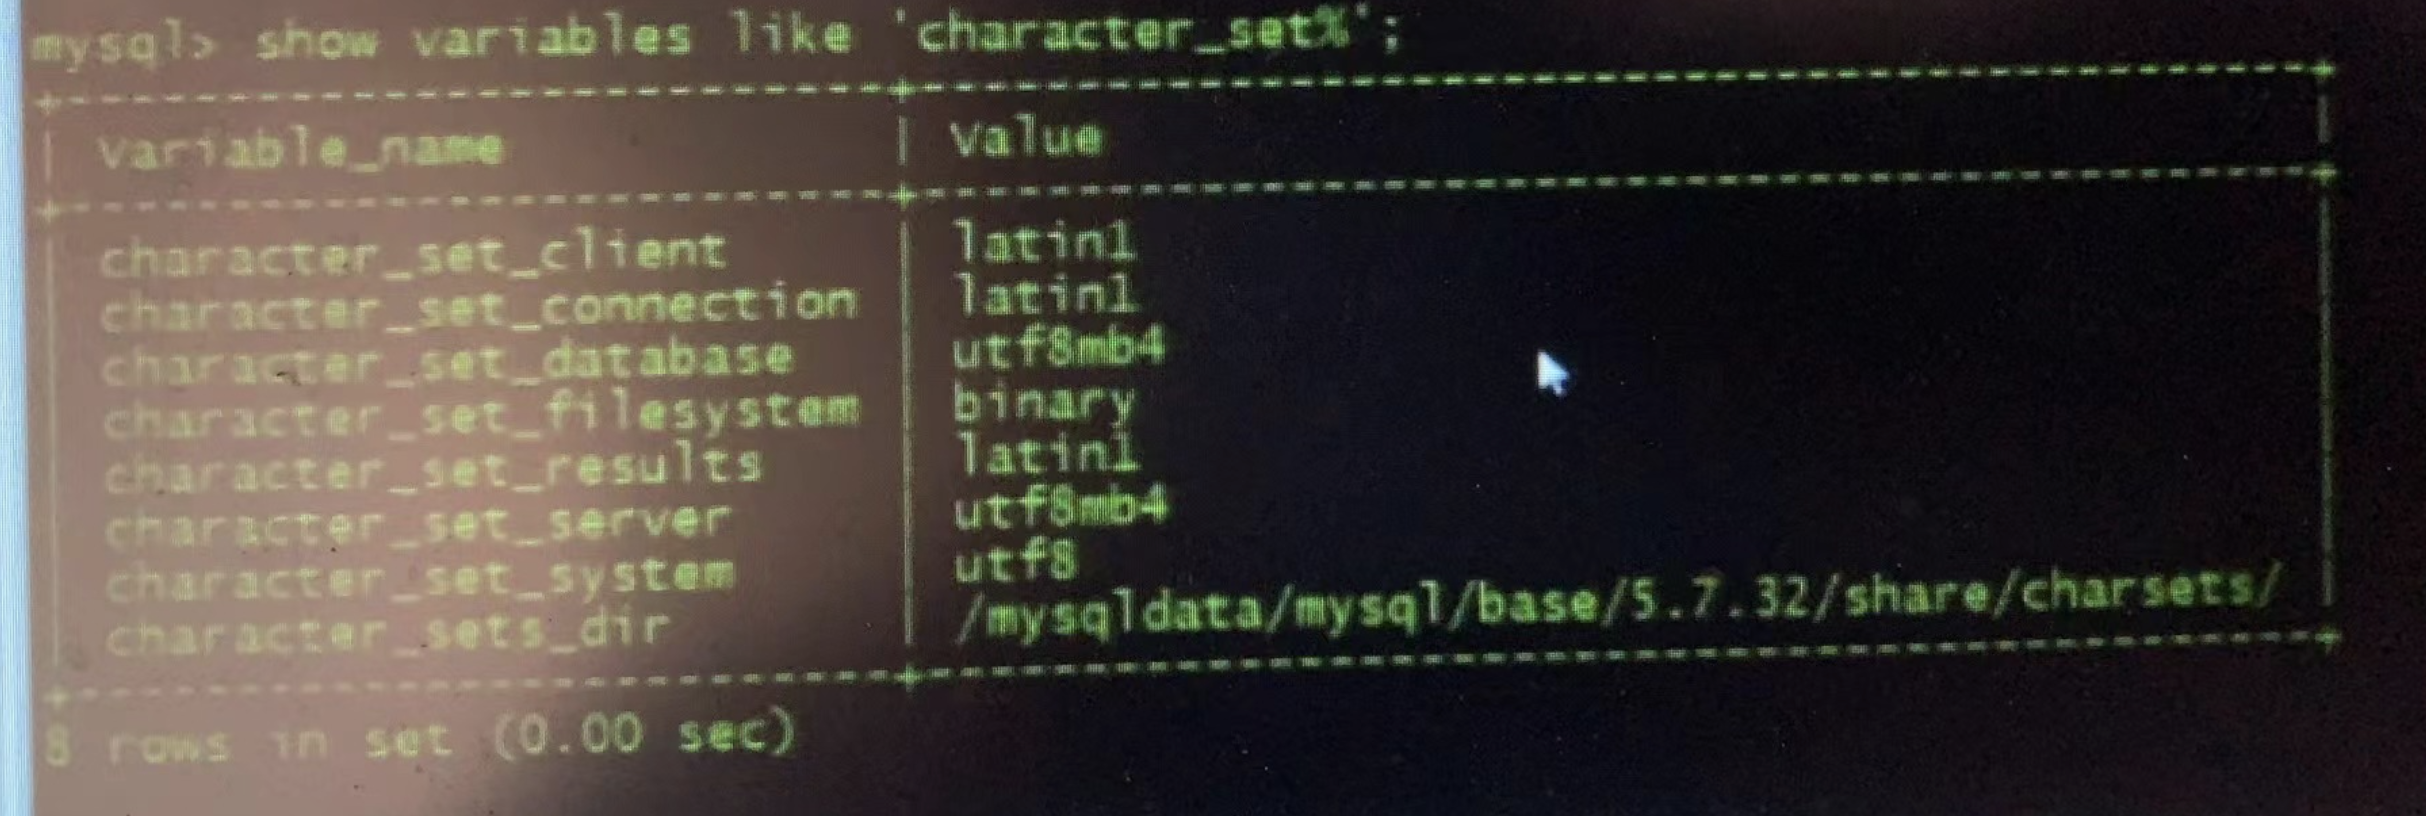 mysql> show variables like 'character_set%';
+--------------------------+----------------------------------------------+
| Variable_name | Value |
+--------------------------+----------------------------------------------+
| character_set_client | latin1 |
| character_set_connection | latin1 |
| character_set_database | utf8mb4 |
| character_set_filesystem | binary |
| character_set_results | latin1 |
| character_set_server | utf8mb4 |
| character_set_system | utf8 |
| character_sets_dir | /mysqldata/mysql/base/5.7.32/share/charsets/ |
+--------------------------+----------------------------------------------+
8 rows in set (0.00 sec)